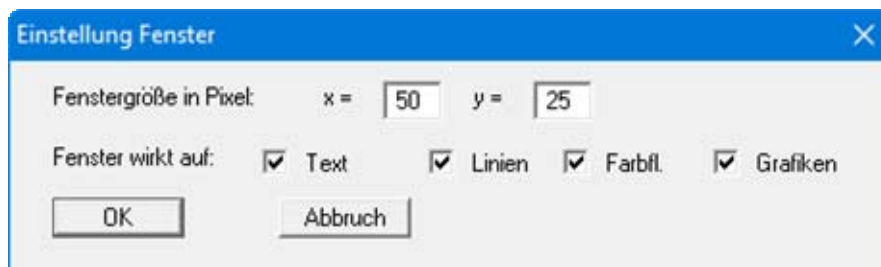 Einstellung Fenster
Fenstergröße in Pixel: x = 50 y = 25
Fenster wirkt auf: Text Linien Farbfl. Grafiken
OK Abbruch